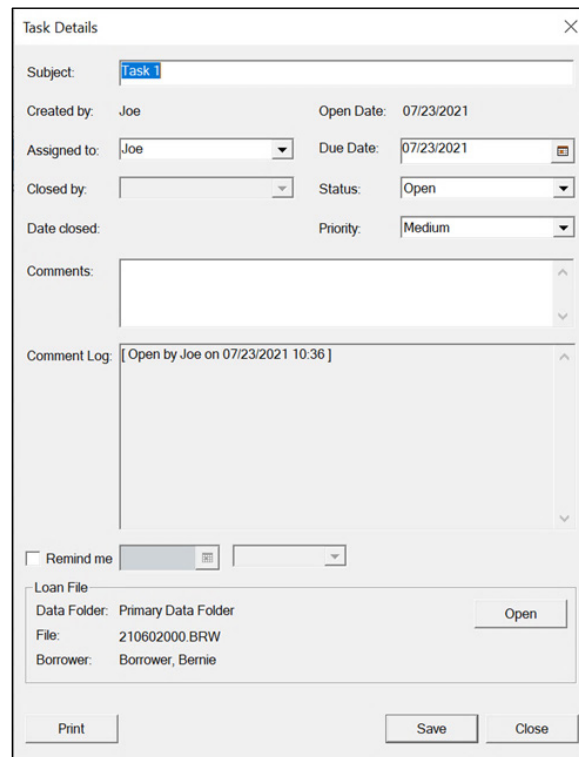 Task Details
Subject: Task 1
Created by: Joe Open Date: 07/23/2021
Assigned to: Joe Due Date: 07/23/2021
Closed by: Status: Open
Date closed: Priority: Medium
Comments:
Comment Log: [ Open by Joe on 07/23/2021 10:36 ]
Remind me
Loan File
Data Folder: Primary Data Folder Open
File: 210602000.BRW
Borrower: Borrower, Bernie
Print Save Close